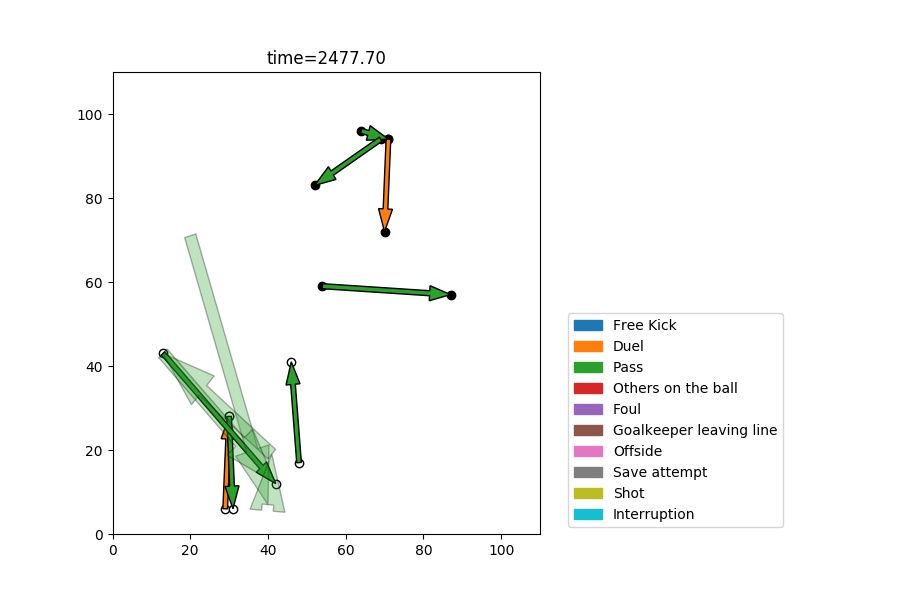 time=2477.70
100
80
60
40
20
0
0 20 40 60 80 100
Free Kick
Duel
Pass
Others on the ball
Foul
Goalkeeper leaving line
Offside
Save attempt
Shot
Interruption